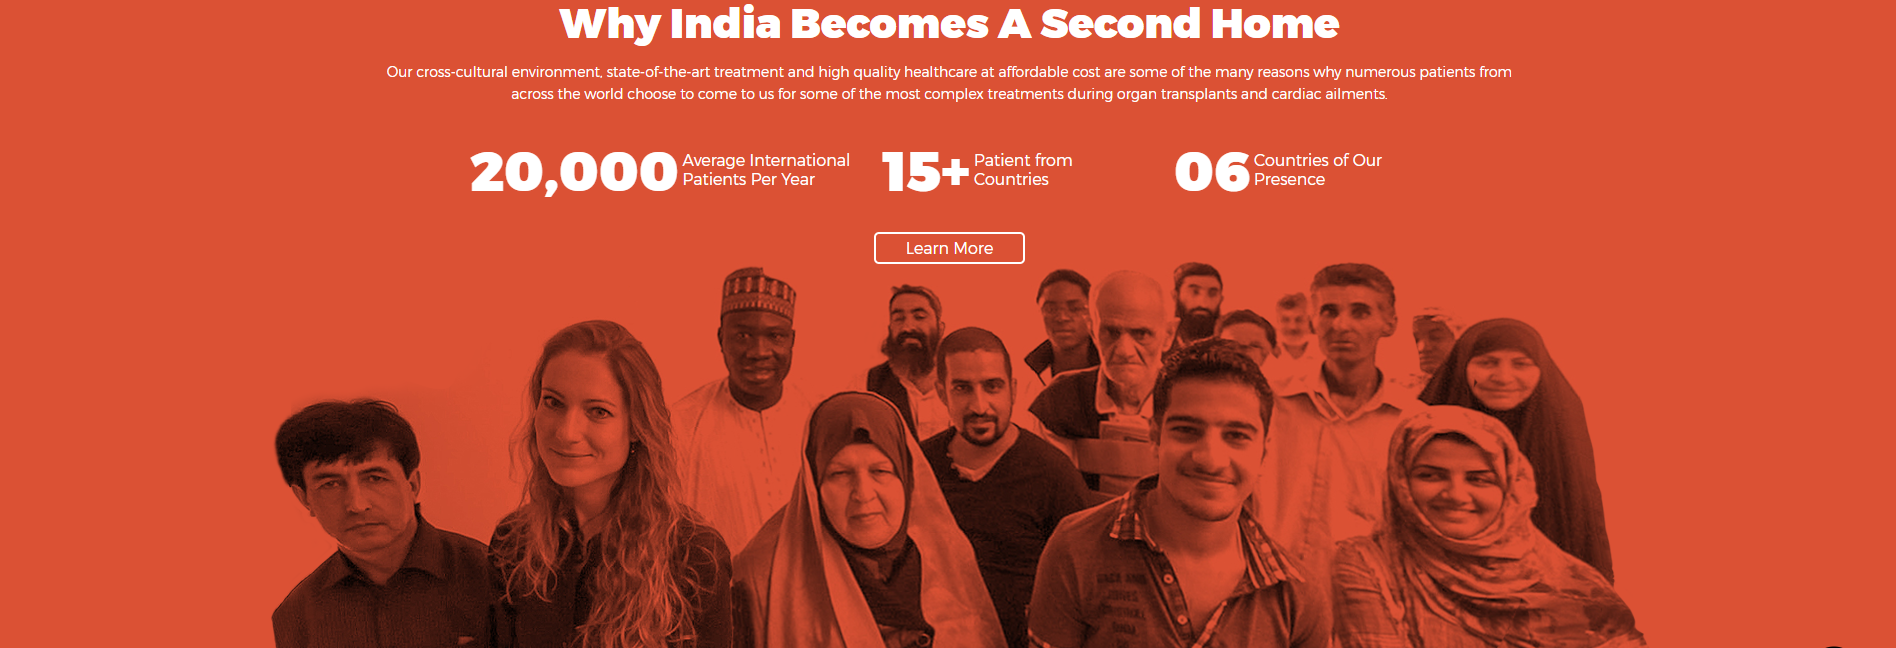 Why India Becomes A Second Home
Our cross-cultural environment, state-of-the-art treatment and high quality healthcare at affordable cost are some of the many reasons why numerous patients from
across the world choose to come to us for some of the most complex treatments during organ transplants and cardiac ailments.
20,000 Average International
Patients Per Year
15+ Patient from
Countries
06 Countries of Our
Presence
Learn More